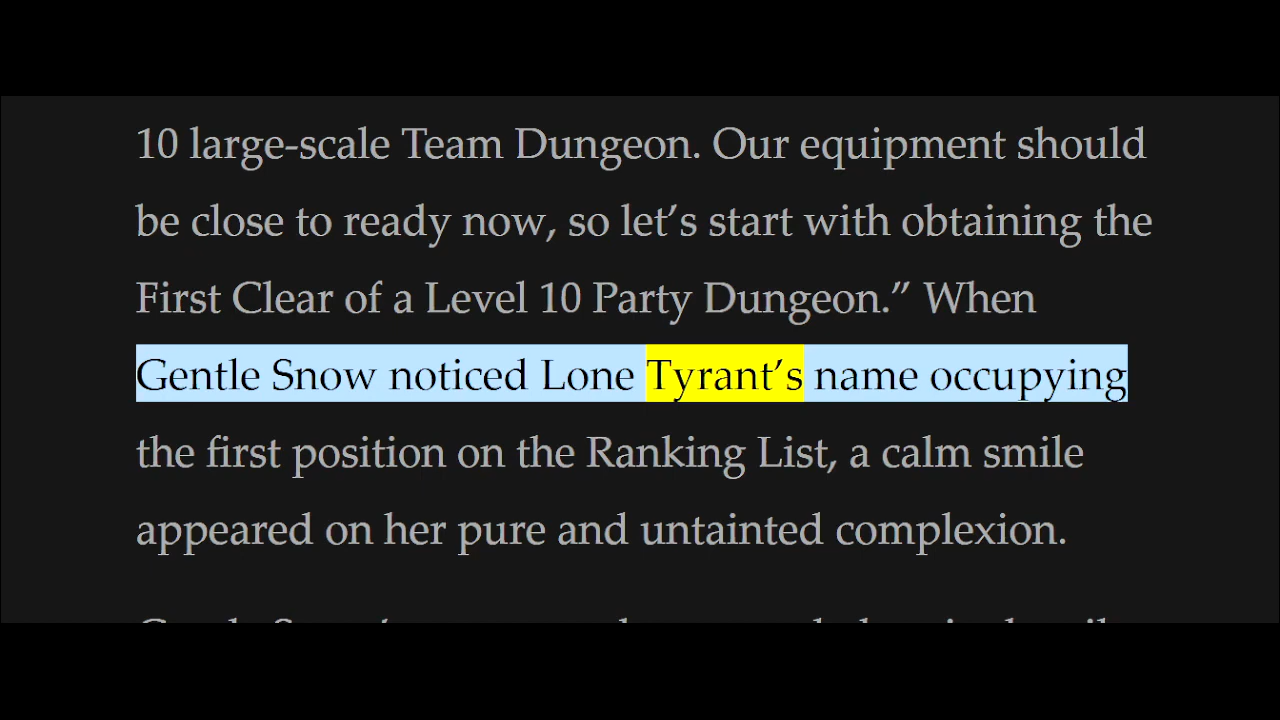 10 large-scale Team Dungeon. Our equipment should
be close to ready now, so let’s start with obtaining the
First Clear of a Level 10 Party Dungeon.” When
Gentle Snow noticed Lone Tyrant’s name occupying
the first position on the Ranking List, a calm smile
appeared on her pure and untainted complexion.